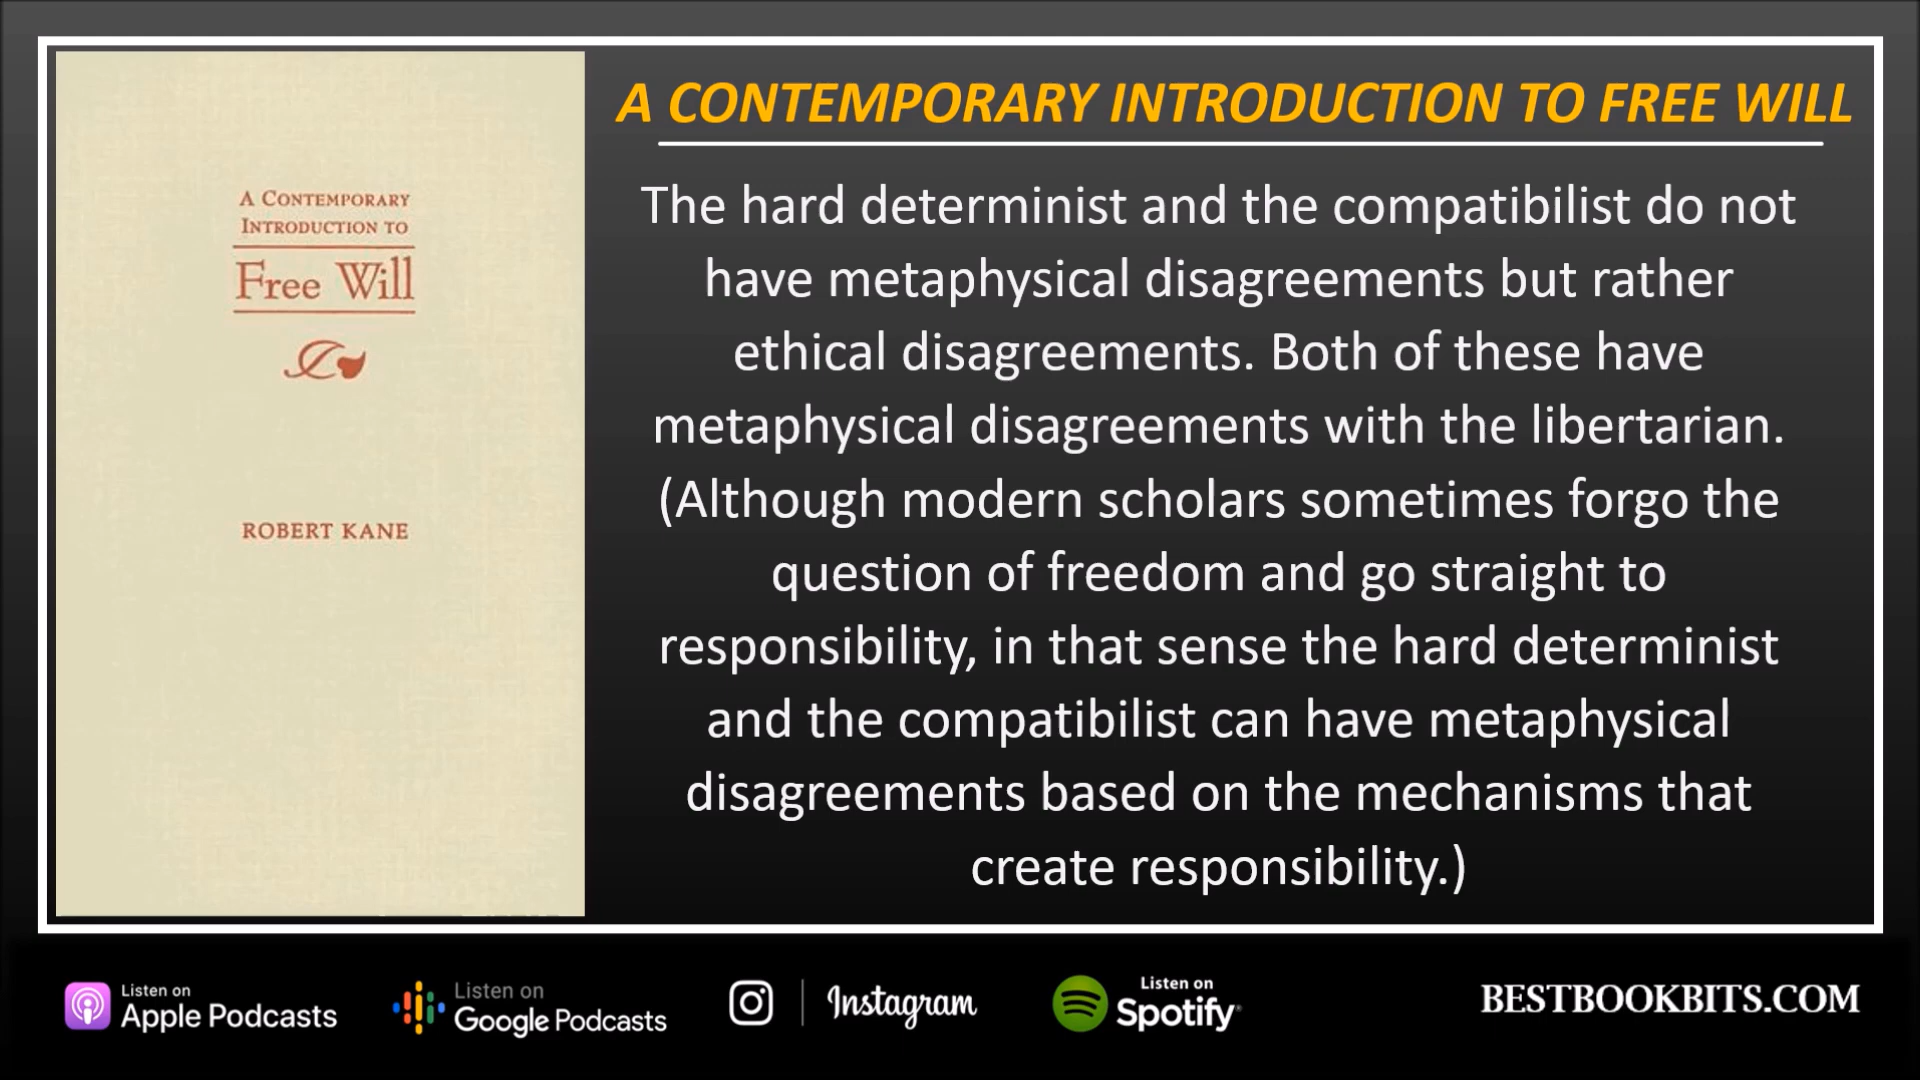 A CONTEMPORARY
INTRODUCTION TO
Free Will
ROBERT KANE
A CONTEMPORARY INTRODUCTION TO FREE WILL
The hard determinist and the compatibilist do not
have metaphysical disagreements but rather
ethical disagreements. Both of these have
metaphysical disagreements with the libertarian.
(Although modern scholars sometimes forgo the
question of freedom and go straight to
responsibility, in that sense the hard determinist
and the compatibilist can have metaphysical
disagreements based on the mechanisms that
create responsibility.)
Listen on
Apple Podcasts
Listen on
Google Podcasts
Instagram
Listen on
Spotify
BESTBOOKBITS.COM